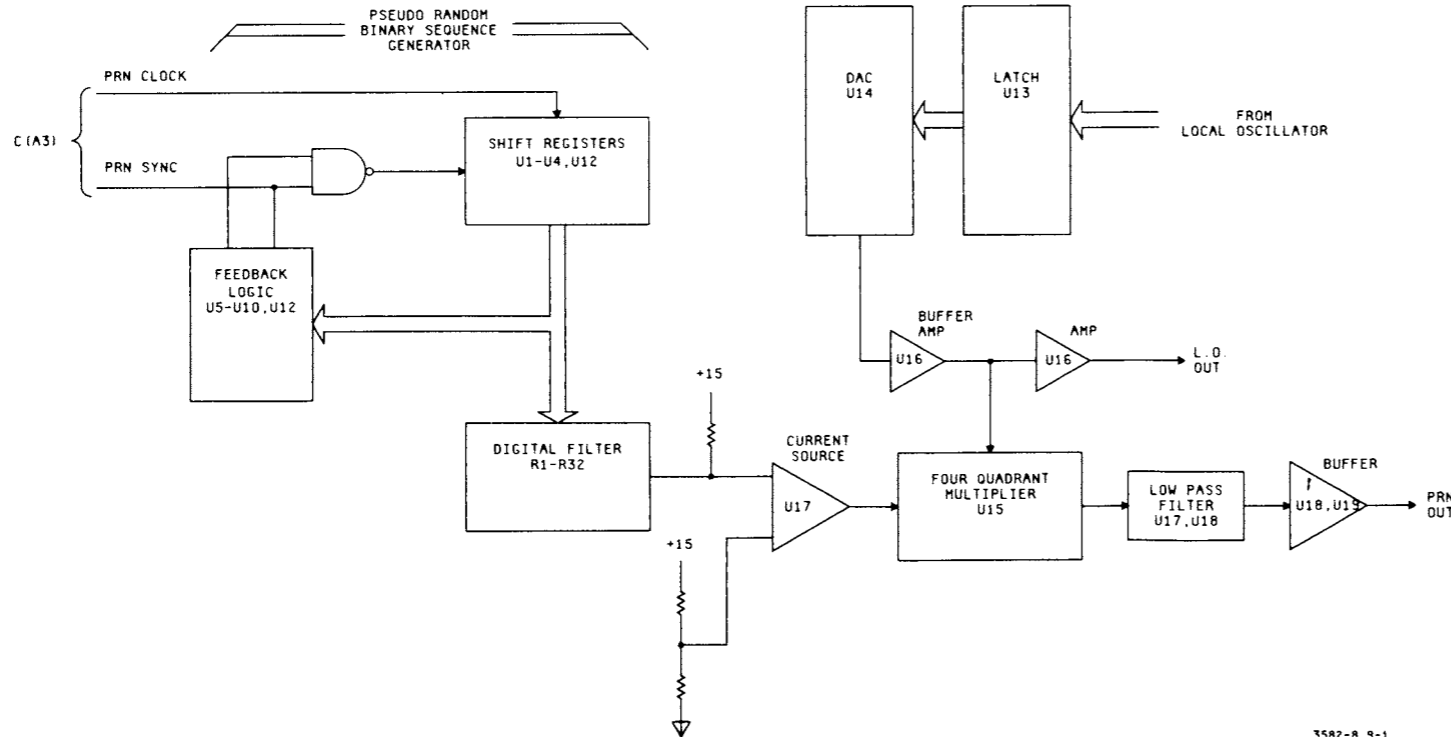 PSEUDO RANDOM
BINARY SEQUENCE
GENERATOR
PRN CLOCK
C(A3)
PRN SYNC
SHIFT REGISTERS
U1-U4,U12
FEEDBACK
LOGIC
U5-U10,U12
DAC
U14
LATCH
U13
FROM
LOCAL OSCILLATOR
BUFFER
AMP
U16
AMP
U16
L.O.
OUT
+15
DIGITAL FILTER
R1-R32
CURRENT
SOURCE
U17
+15
FOUR QUADRANT
MULTIPLIER
U15
LOW PASS
FILTER
U17,U18
BUFFER
U18,U19
PRN
OUT
3582-8 9-1